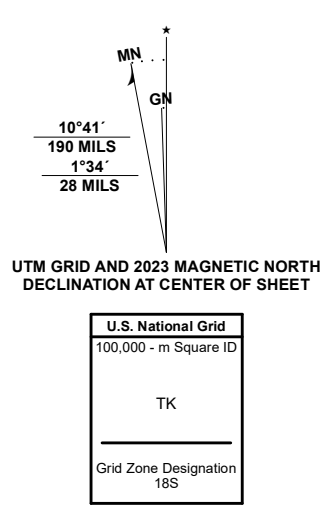 ★
MN
GN
10°41´
190 MILS
1°34´
28 MILS
UTM GRID AND 2023 MAGNETIC NORTH
DECLINATION AT CENTER OF SHEET
U.S. National Grid
100,000 - m Square ID
TK
Grid Zone Designation
18S